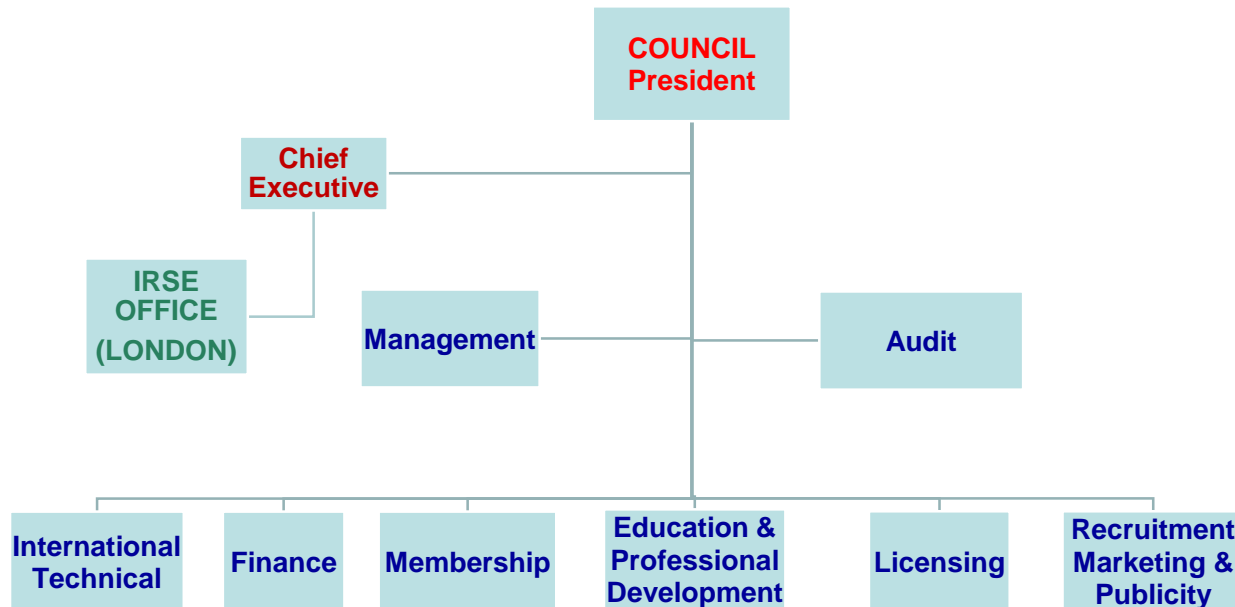 COUNCIL
President
Chief
Executive
IRSE
OFFICE
(LONDON)
Management
Audit
International
Technical
Finance
Membership
Education &
Professional
Development
Licensing
Recruitment
Marketing &
Publicity